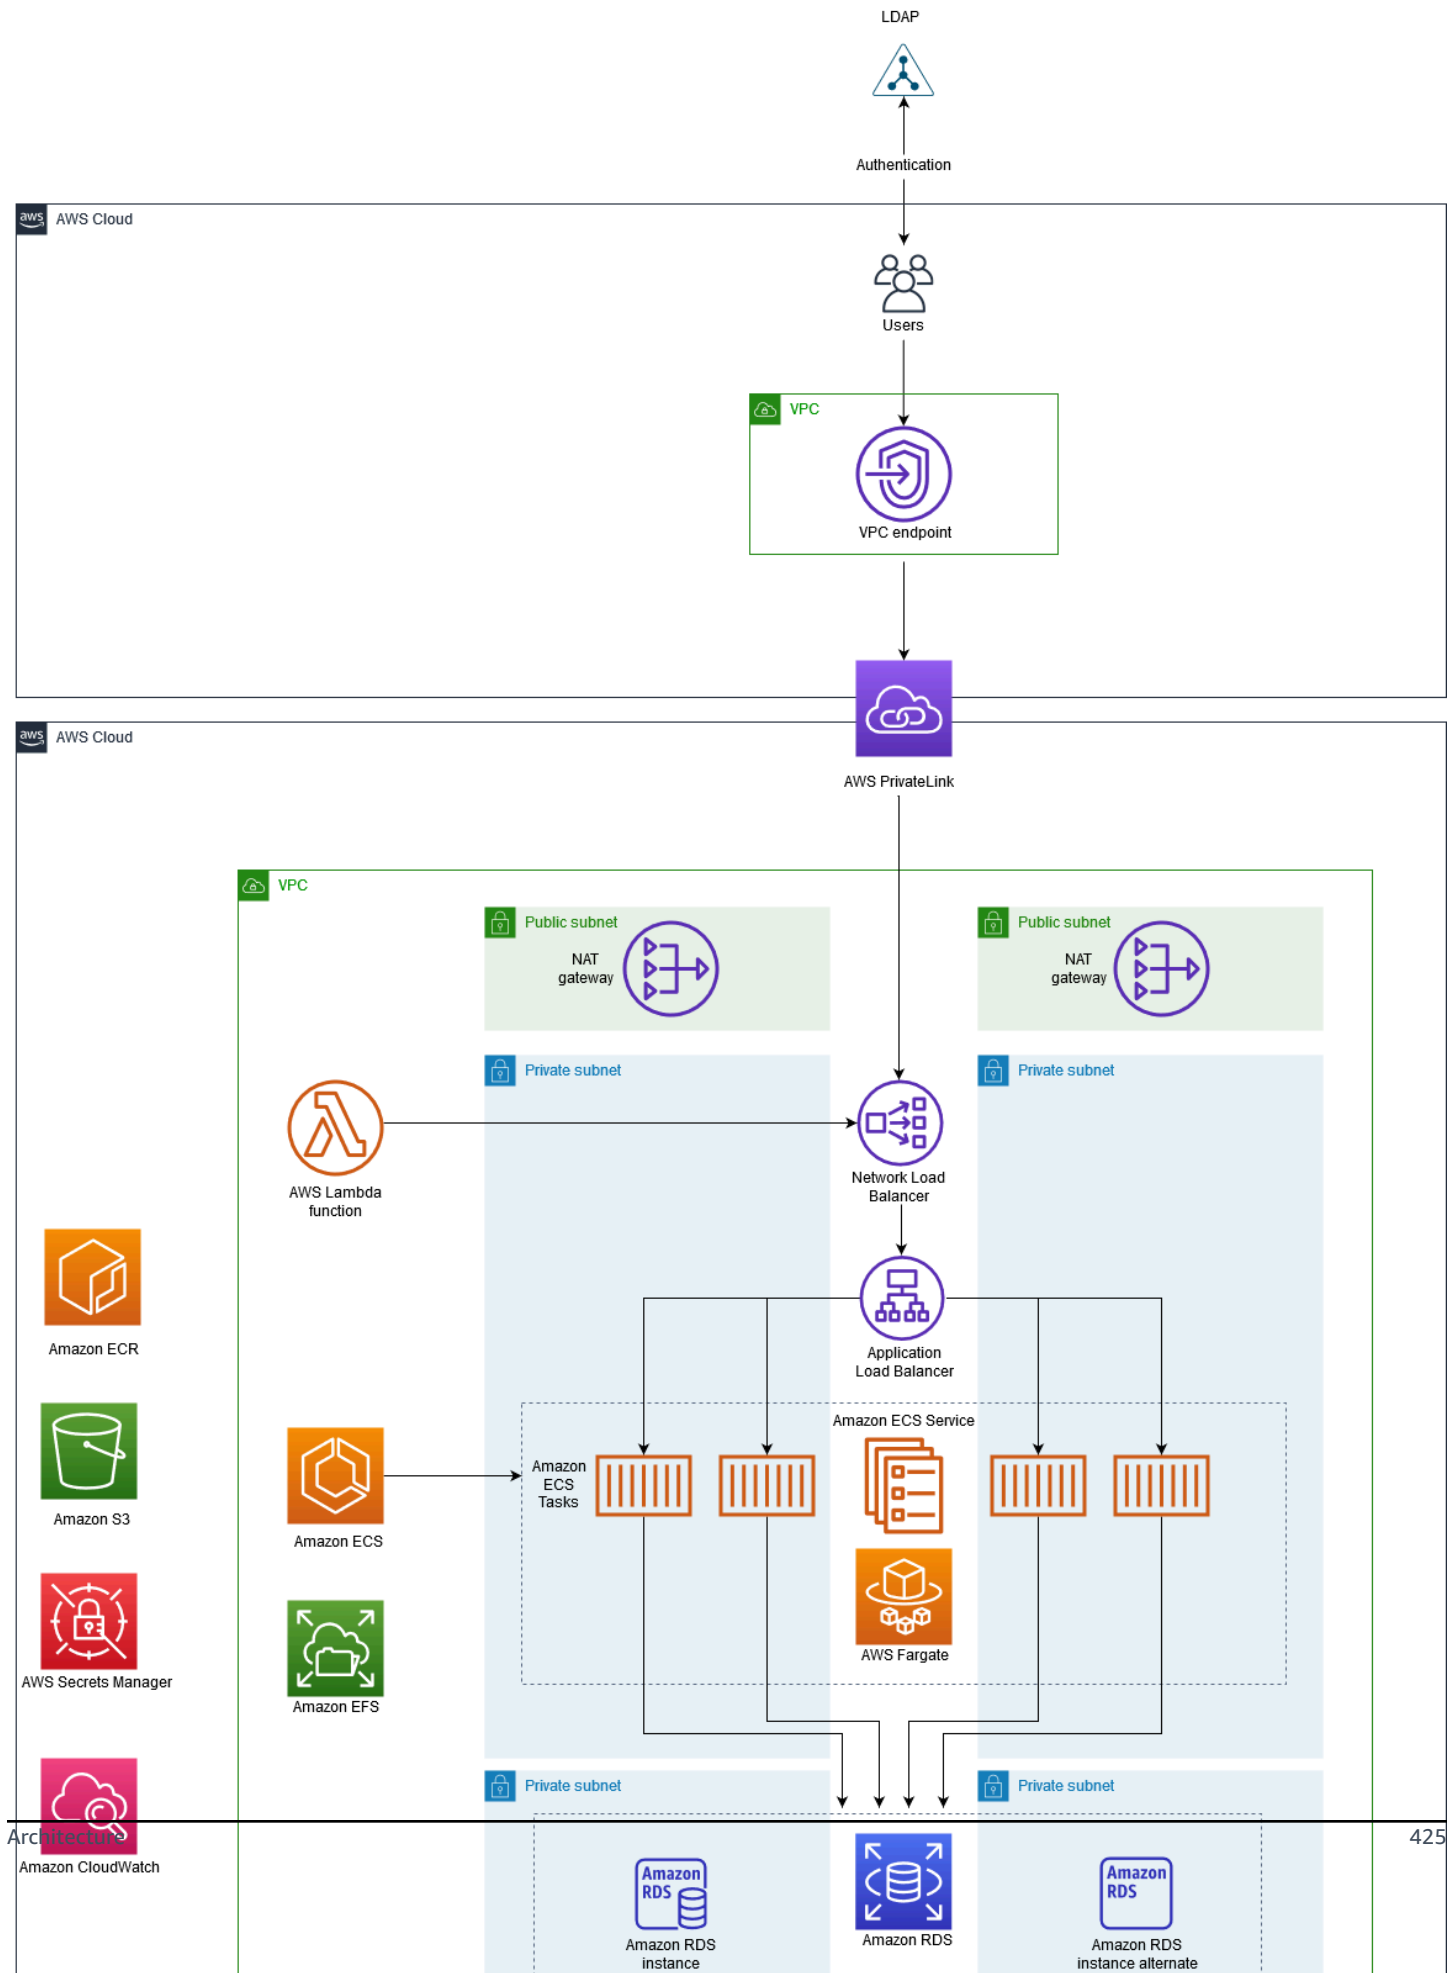 LDAP
Authentication
aws
AWS Cloud
Users
VPC
VPC endpoint
aws
AWS Cloud
AWS PrivateLink
VPC
Public subnet
NAT
gateway
Public subnet
NAT
gateway
Private subnet
Private subnet
AWS Lambda
function
Network Load
Balancer
Amazon ECR
Application
Load Balancer
Amazon S3
Amazon ECS
Amazon ECS Service
Amazon
ECS
Tasks
AWS Fargate
AWS Secrets Manager
Amazon EFS
Private subnet
Private subnet
Architecture
425
Amazon CloudWatch
Amazon
RDS
Amazon RDS
instance
Amazon RDS
Amazon
RDS
Amazon RDS
instance alternate